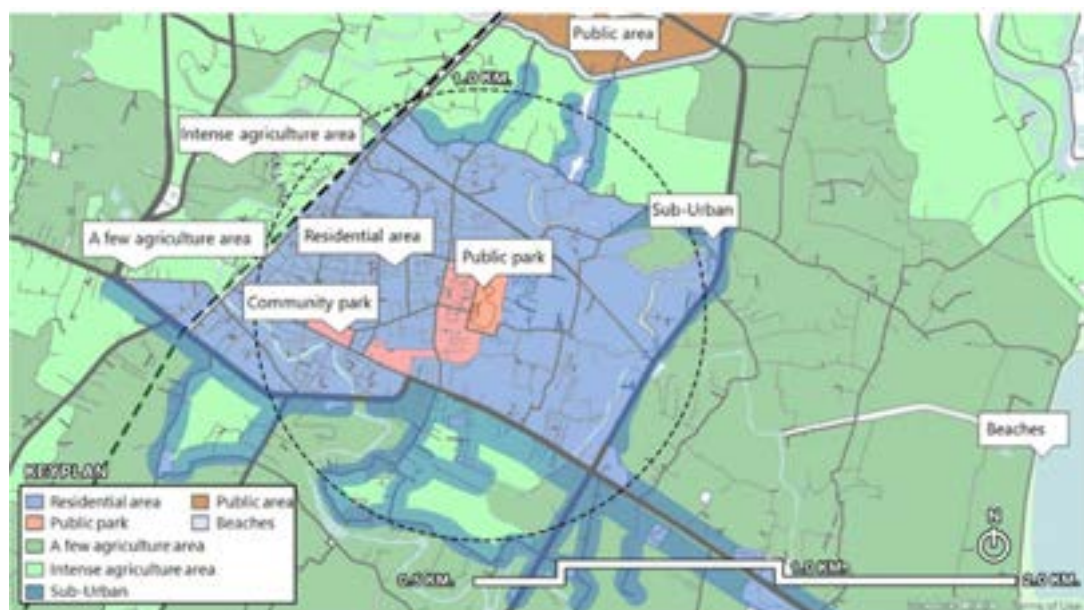 Public area
1.0 KM.
Intense agriculture area
Sub-Urban
A few agriculture area
Residential area
Public park
Community park
Beaches
KEYPLAN
Residential area
Public area
Public park
Beaches
A few agriculture area
Intense agriculture area
Sub-Urban
N
0.5 KM.
1.0 KM.
2.0 KM.